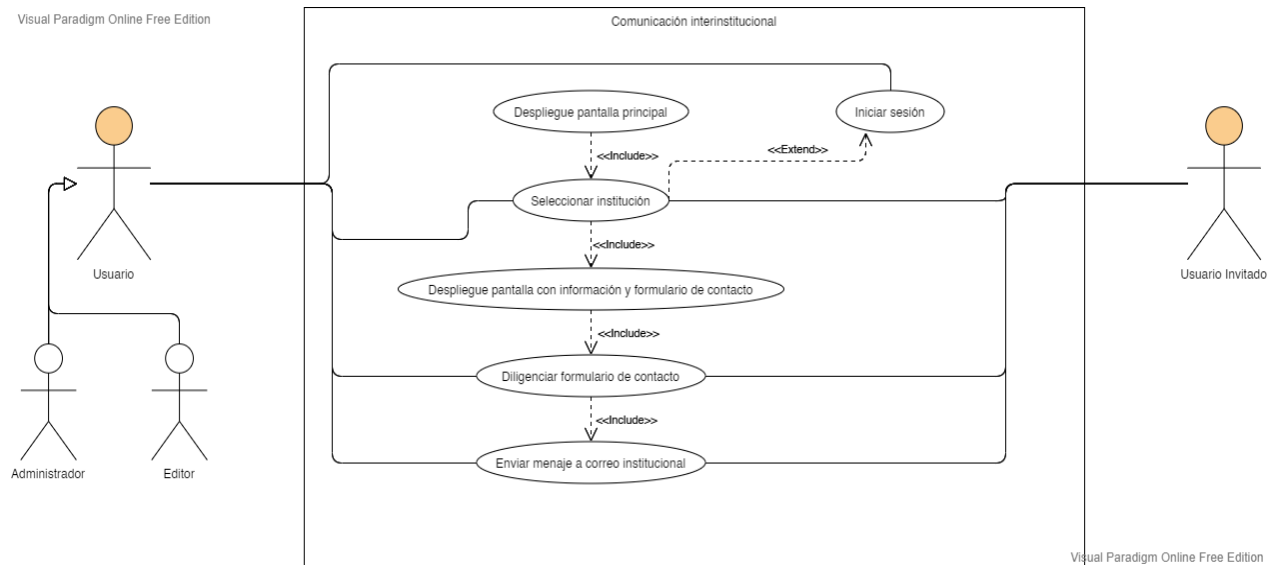 Visual Paradigm Online Free Edition
Comunicación interinstitucional
Despliegue pantalla principal
Iniciar sesión
<<Include>>
<<Extend>>
Seleccionar institución
<<Include>>
Usuario
Usuario Invitado
Despliegue pantalla con información y formulario de contacto
<<Include>>
Diligenciar formulario de contacto
<<Include>>
Enviar menaje a correo institucional
Administrador
Editor
Visual Paradigm Online Free Edition